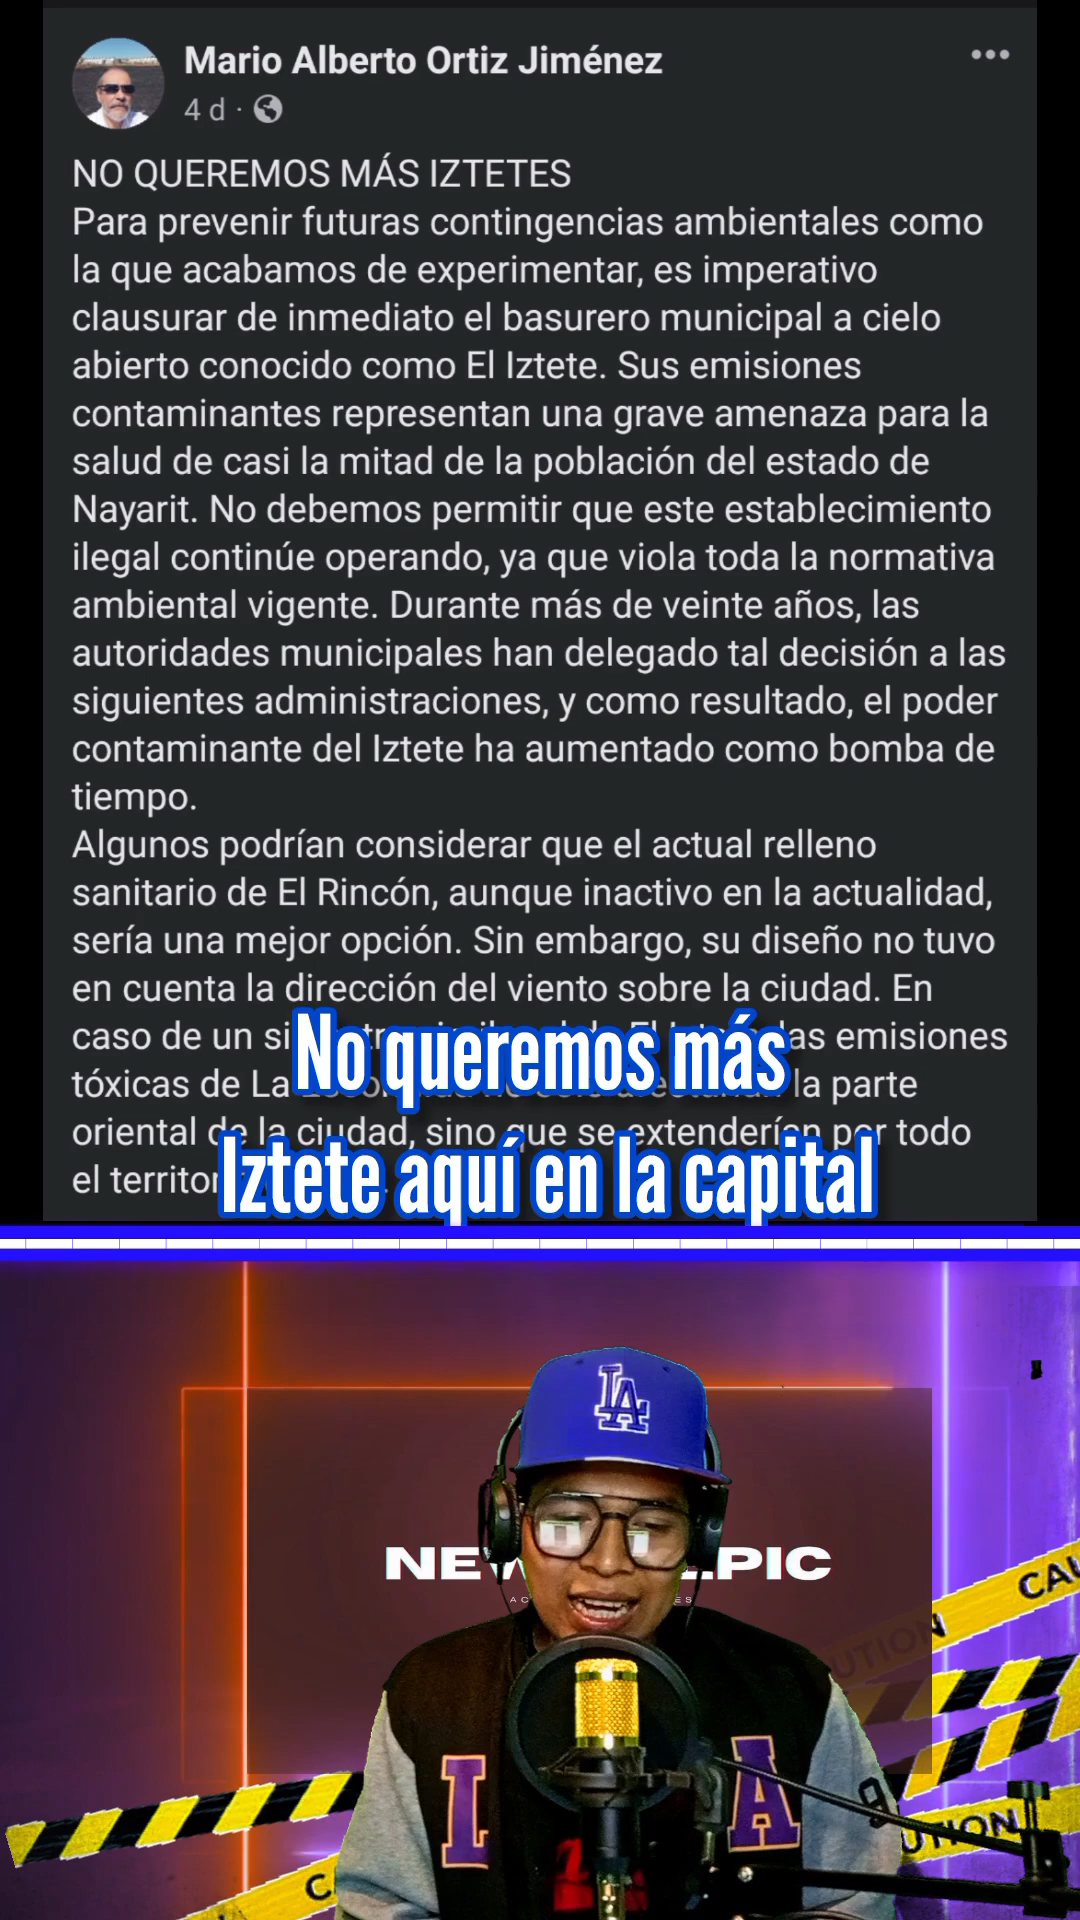 Mario Alberto Ortiz Jiménez
4 d ·
NO QUEREMOS MÁS IZTETES
Para prevenir futuras contingencias ambientales como
la que acabamos de experimentar, es imperativo
clausurar de inmediato el basurero municipal a cielo
abierto conocido como El Iztete. Sus emisiones
contaminantes representan una grave amenaza para la
salud de casi la mitad de la población del estado de
Nayarit. No debemos permitir que este establecimiento
ilegal continúe operando, ya que viola toda la normativa
ambiental vigente. Durante más de veinte años, las
autoridades municipales han delegado tal decisión a las
siguientes administraciones, y como resultado, el poder
contaminante del Iztete ha aumentado como bomba de
tiempo.
Algunos podrían considerar que el actual relleno
sanitario de El Rincón, aunque inactivo en la actualidad,
sería una mejor opción. Sin embargo, su diseño no tuvo
en cuenta la dirección del viento sobre la ciudad. En
caso de un las emisiones
tóxicas de La la parte
oriental de la ciudad, sino que se extenderían por todo
el
No queremos más
Iztete aquí en la capital
LA
CAU
UTION
L A
UTION